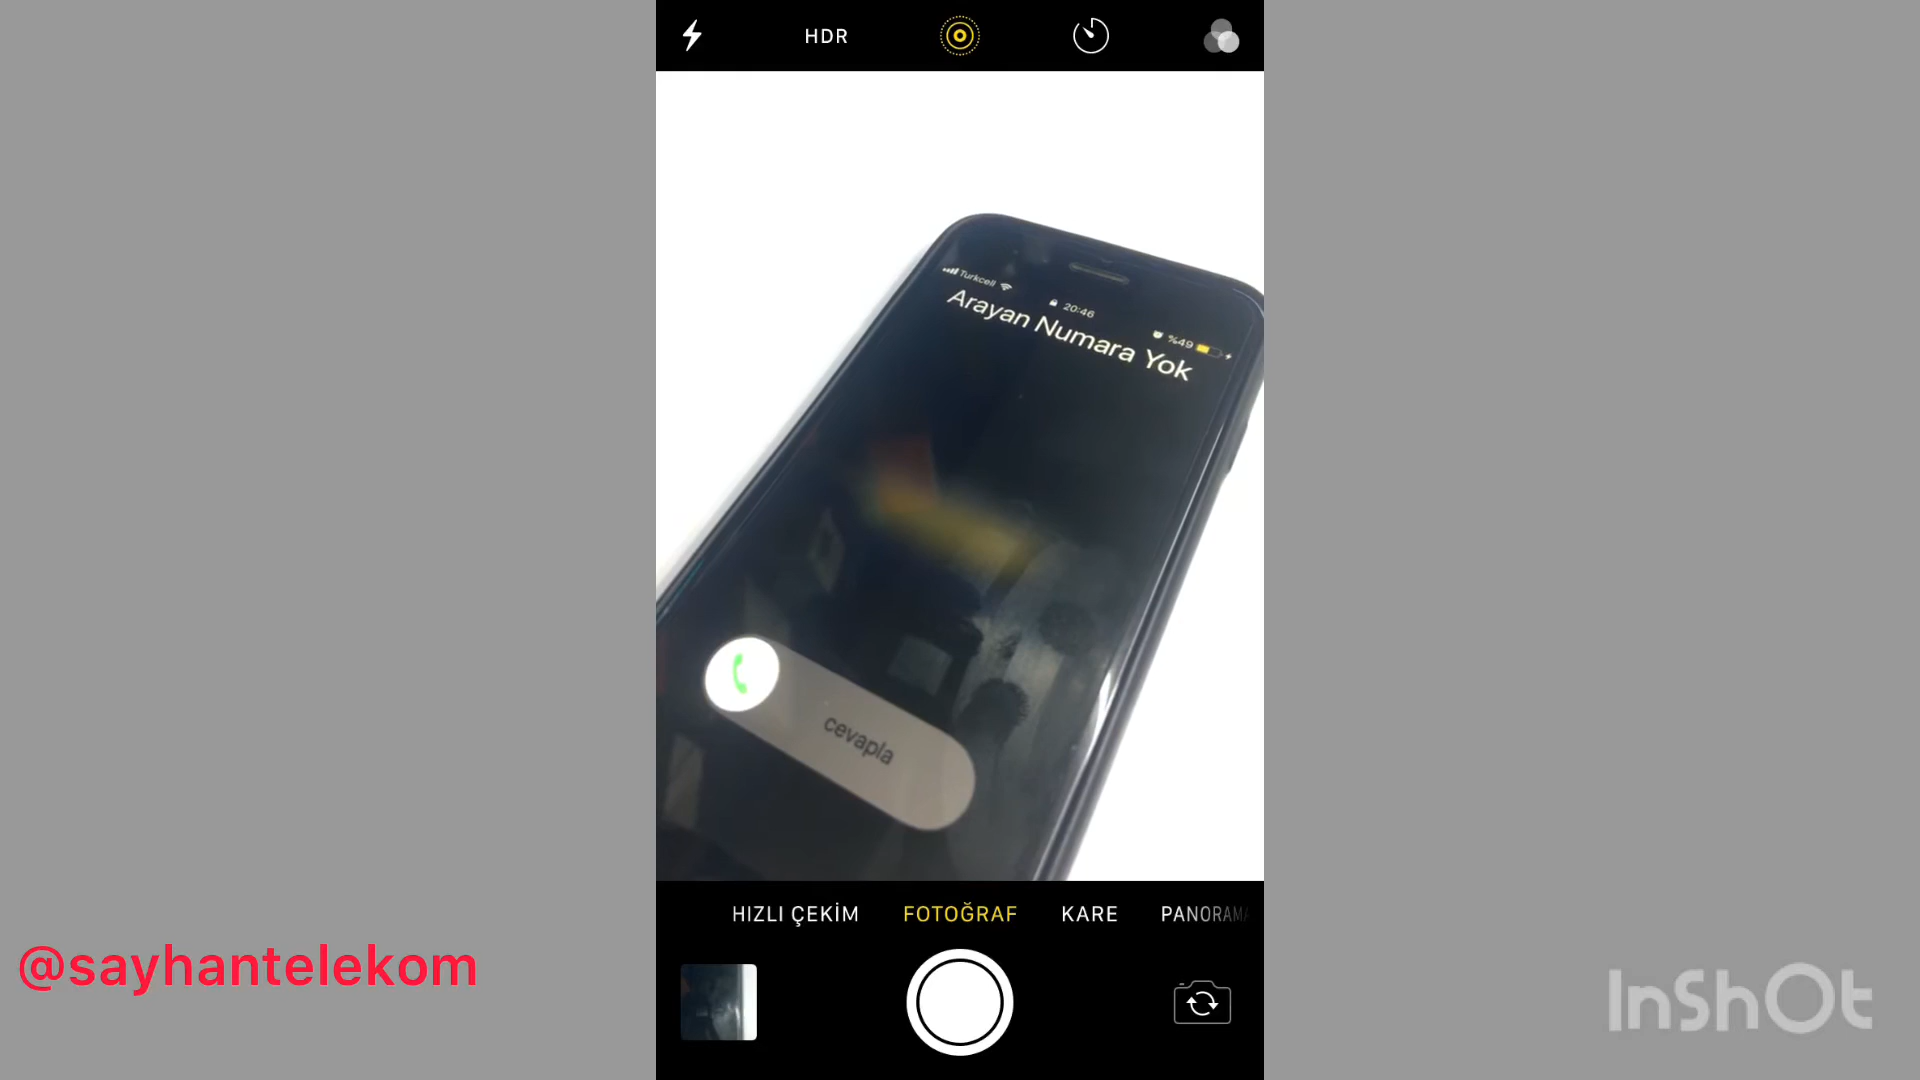 HDR
Turkcell
20:46
%49
Arayan Numara Yok
cevapla
HIZLI ÇEKİM
FOTOĞRAF
KARE
PANORAMA
@sayhantelekom
InShOt